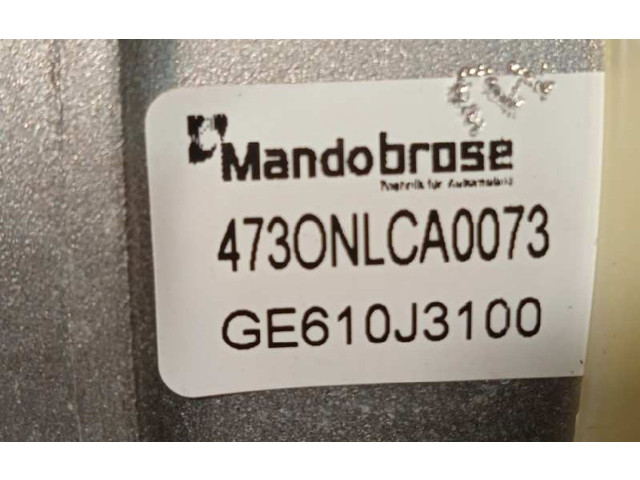 Mandobrose
Technik für Automobile
473ONLCA0073
GE610J3100